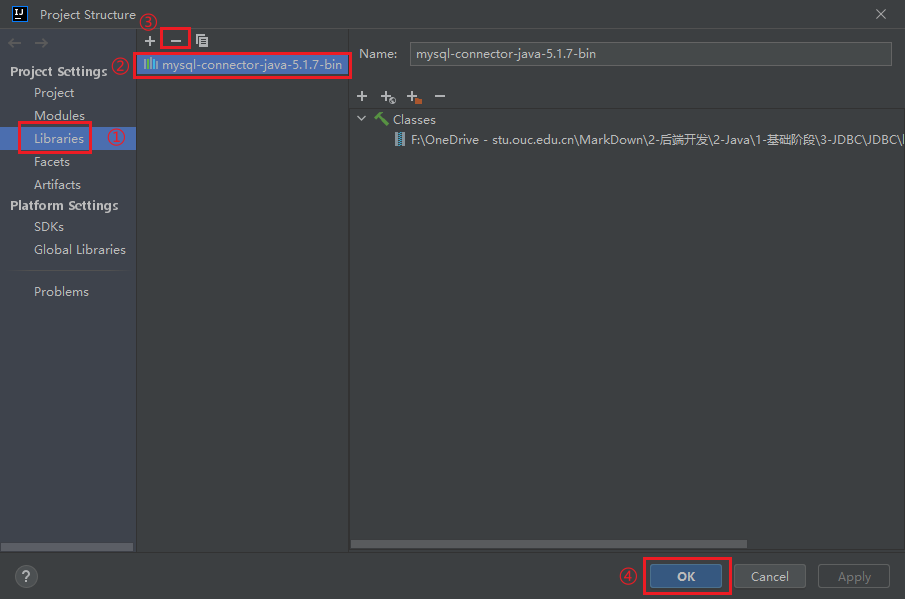 Project Structure
③
Project Settings
②
mysql-connector-java-5.1.7-bin
Name:
mysql-connector-java-5.1.7-bin
Project
Modules
Libraries
①
Facets
Artifacts
Platform Settings
SDKs
Global Libraries
Problems
Classes
F:\OneDrive - stu.ouc.edu.cn\MarkDown\2-后端开发\2-Java\1-基础阶段\3-JDBC\JDBC\
?
④
OK
Cancel
Apply